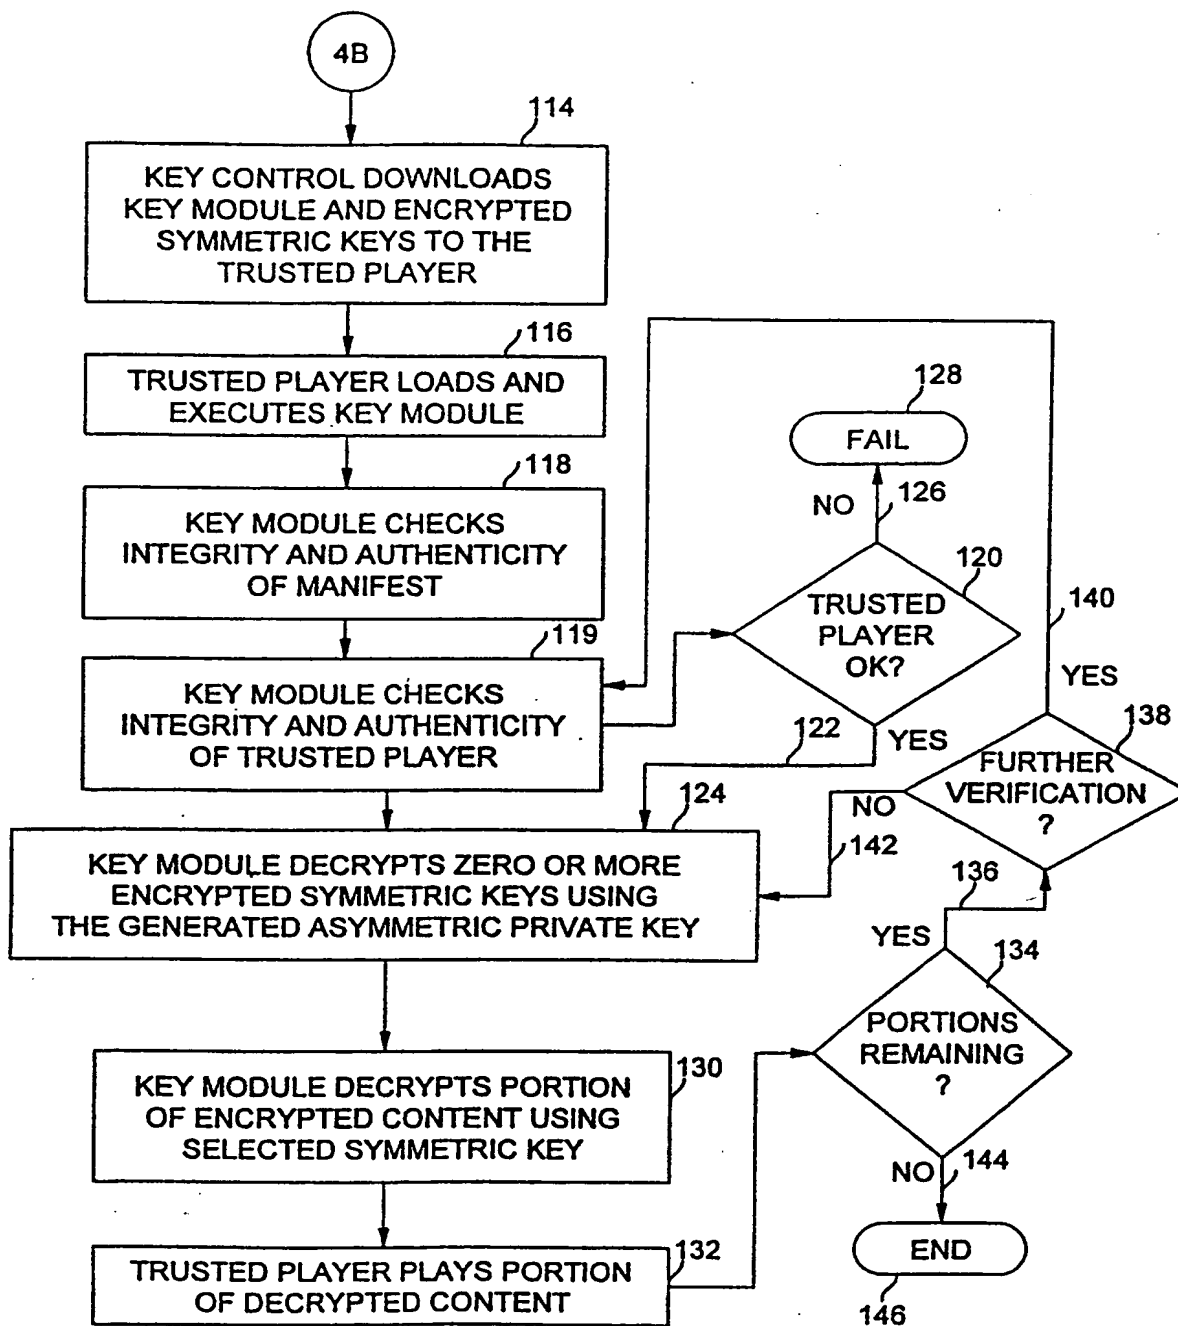 4B
114
KEY CONTROL DOWNLOADS
KEY MODULE AND ENCRYPTED
SYMMETRIC KEYS TO THE
TRUSTED PLAYER
116
TRUSTED PLAYER LOADS AND
EXECUTES KEY MODULE
118
KEY MODULE CHECKS
INTEGRITY AND AUTHENTICITY
OF MANIFEST
119
KEY MODULE CHECKS
INTEGRITY AND AUTHENTICITY
OF TRUSTED PLAYER
128
FAIL
NO
126
120
TRUSTED
PLAYER
OK?
122
YES
140
YES
138
FURTHER
VERIFICATION
?
NO
142
124
KEY MODULE DECRYPTS ZERO OR MORE
ENCRYPTED SYMMETRIC KEYS USING
THE GENERATED ASYMMETRIC PRIVATE KEY
136
YES
134
PORTIONS
REMAINING
?
NO
144
END
146
130
KEY MODULE DECRYPTS PORTION
OF ENCRYPTED CONTENT USING
SELECTED SYMMETRIC KEY
132
TRUSTED PLAYER PLAYS PORTION
OF DECRYPTED CONTENT